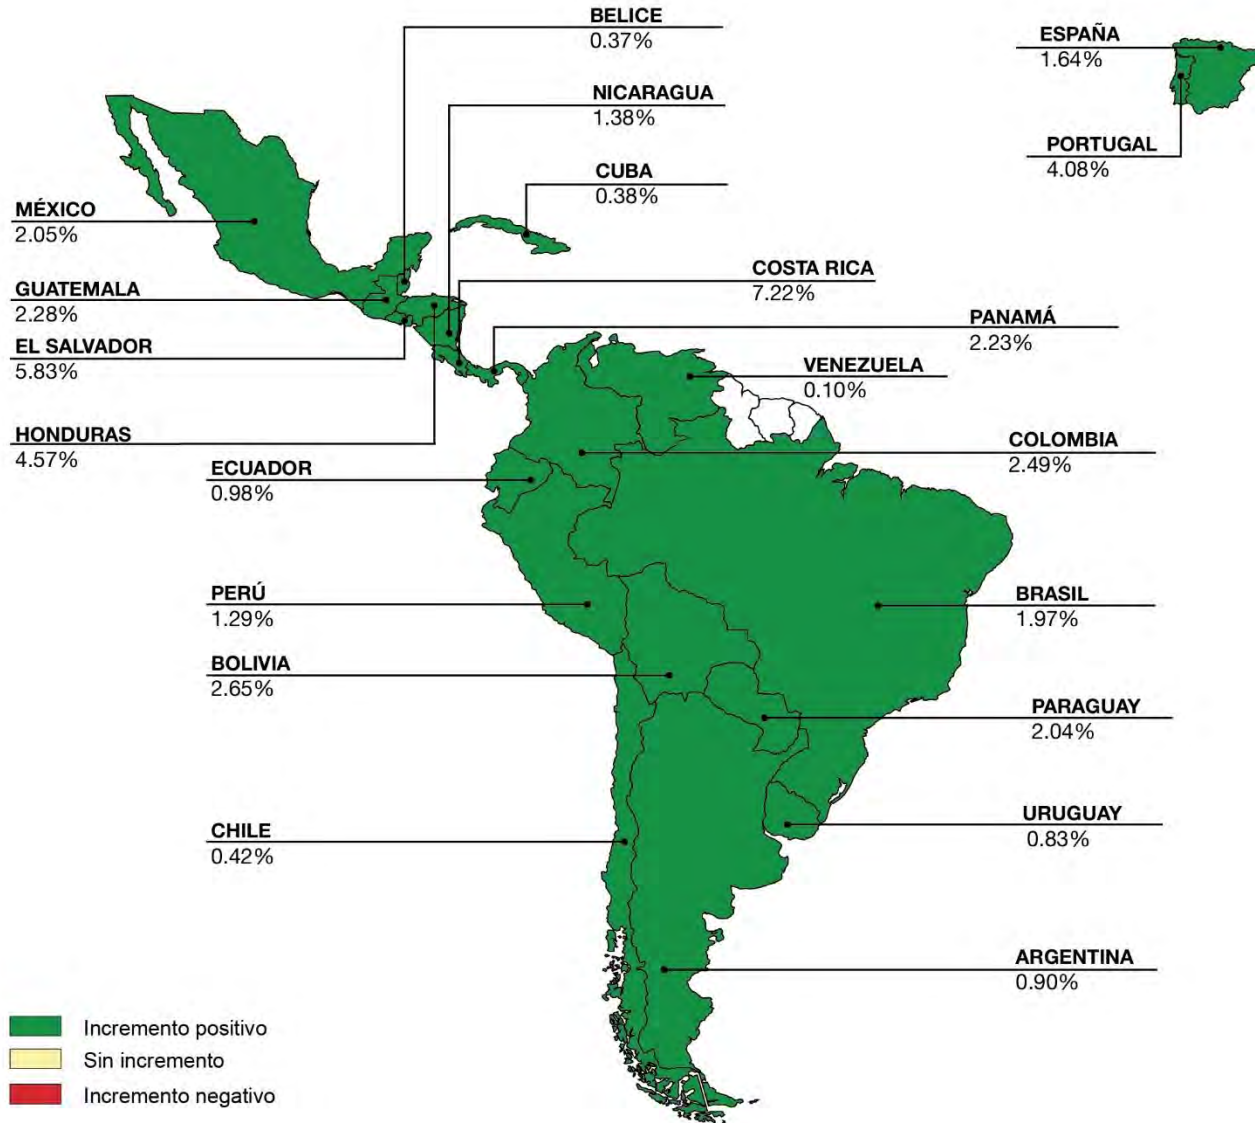 BELICE
0.37%
ESPAÑA
1.64%
NICARAGUA
1.38%
PORTUGAL
4.08%
CUBA
0.38%
MÉXICO
2.05%
COSTA RICA
7.22%
GUATEMALA
2.28%
PANAMÁ
2.23%
EL SALVADOR
5.83%
VENEZUELA
0.10%
HONDURAS
4.57%
COLOMBIA
2.49%
ECUADOR
0.98%
PERÚ
1.29%
BRASIL
1.97%
BOLIVIA
2.65%
PARAGUAY
2.04%
URUGUAY
0.83%
CHILE
0.42%
ARGENTINA
0.90%
Incremento positivo
Sin incremento
Incremento negativo